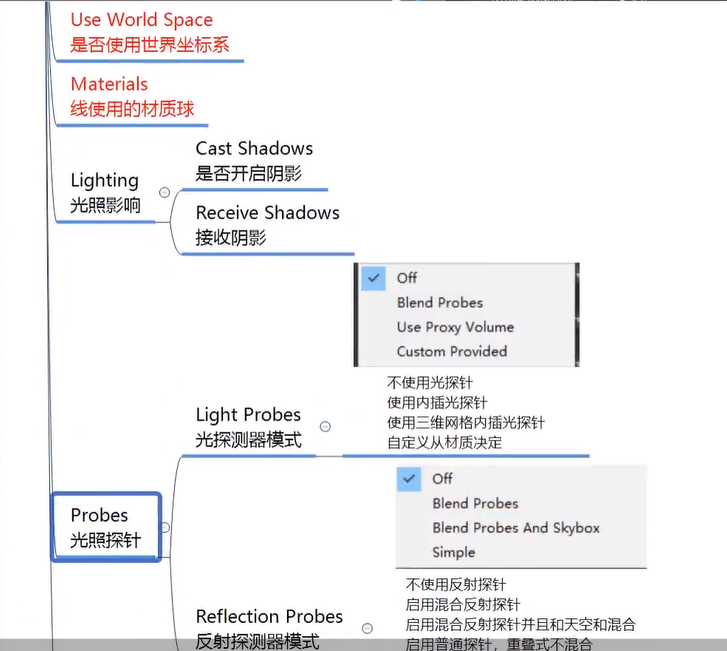 Use World Space
是否使用世界坐标系
Materials
线使用的材质球
Lighting
光照影响
Cast Shadows
是否开启阴影
Receive Shadows
接收阴影
Off
Blend Probes
Use Proxy Volume
Custom Provided
不使用光探针
使用内插光探针
使用三维网格内插光探针
自定义从材质决定
Light Probes
光探测器模式
Off
Blend Probes
Blend Probes And Skybox
Simple
Probes
光照探针
不使用反射探针
启用混合反射探针
启用混合反射探针并且和天空和混合
启用普通探针，重叠式不混合
Reflection Probes
反射探测器模式